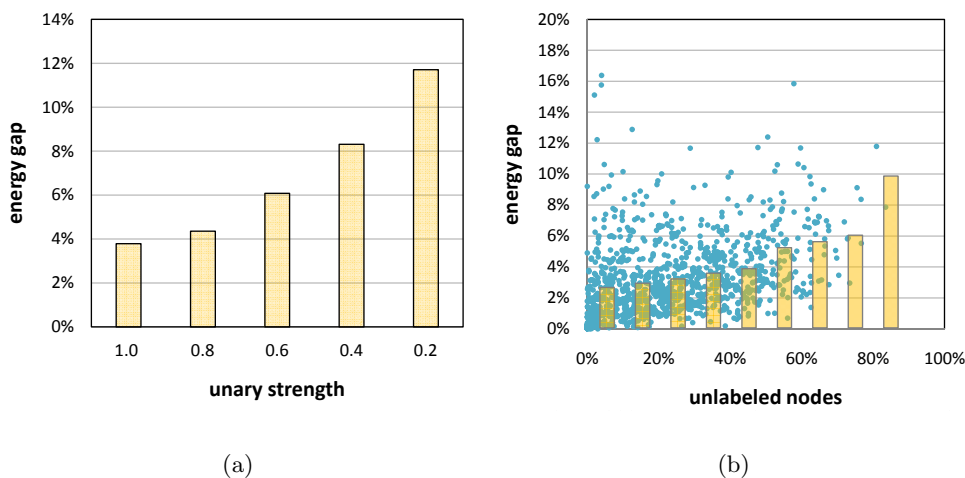 14%
12%
10%
8%
6%
4%
2%
0%
energy gap
1.0 0.8 0.6 0.4 0.2
unary strength
(a)
20%
18%
16%
14%
12%
10%
8%
6%
4%
2%
0%
energy gap
0% 20% 40% 60% 80% 100%
unlabeled nodes
(b)